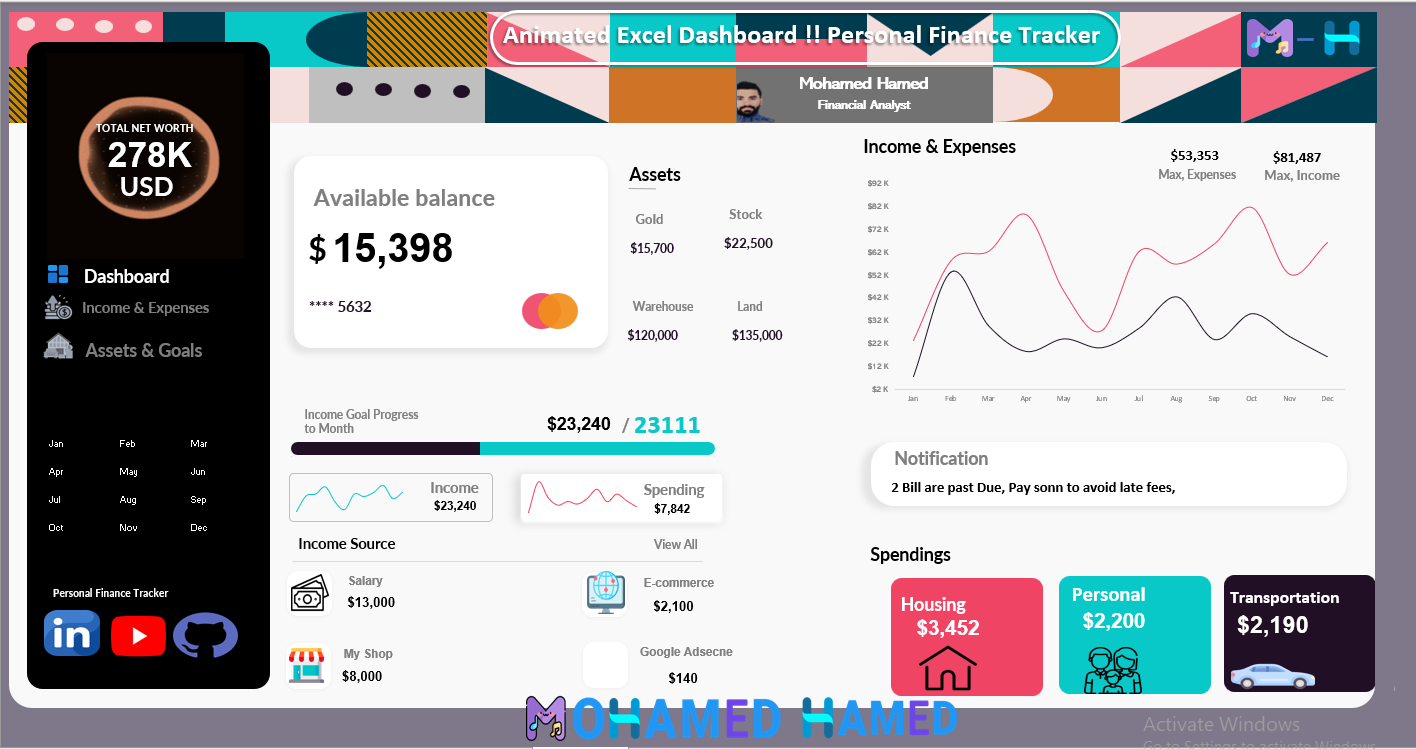 Animated Excel Dashboard !! Personal Finance Tracker
M - H
Mohamed Hamed
Financial Analyst
TOTAL NET WORTH
278K
USD
Dashboard
Income & Expenses
Assets & Goals
Jan Feb Mar
Apr May Jun
Jul Aug Sep
Oct Nov Dec
Personal Finance Tracker
in
Available balance
$ 15,398
**** 5632
Assets
Gold
$15,700
Stock
$22,500
Warehouse
$120,000
Land
$135,000
Income Goal Progress
to Month
$23,240 / 23111
Income
$23,240
Spending
$7,842
Income Source
View All
Salary
$13,000
E-commerce
$2,100
My Shop
$8,000
Google Adsecne
$140
Income & Expenses
$53,353
Max, Expenses
$81,487
Max, Income
$92 K
$82 K
$72 K
$62 K
$52 K
$42 K
$32 K
$22 K
$12 K
$2 K
Jan Feb Mar Apr May Jun Jul Aug Sep Oct Nov Dec
Notification
2 Bill are past Due, Pay sonn to avoid late fees,
Spendings
Housing
$3,452
Personal
$2,200
Transportation
$2,190
MOHAMED HAMED
Activate Windows
Go to Settings to activate Windows